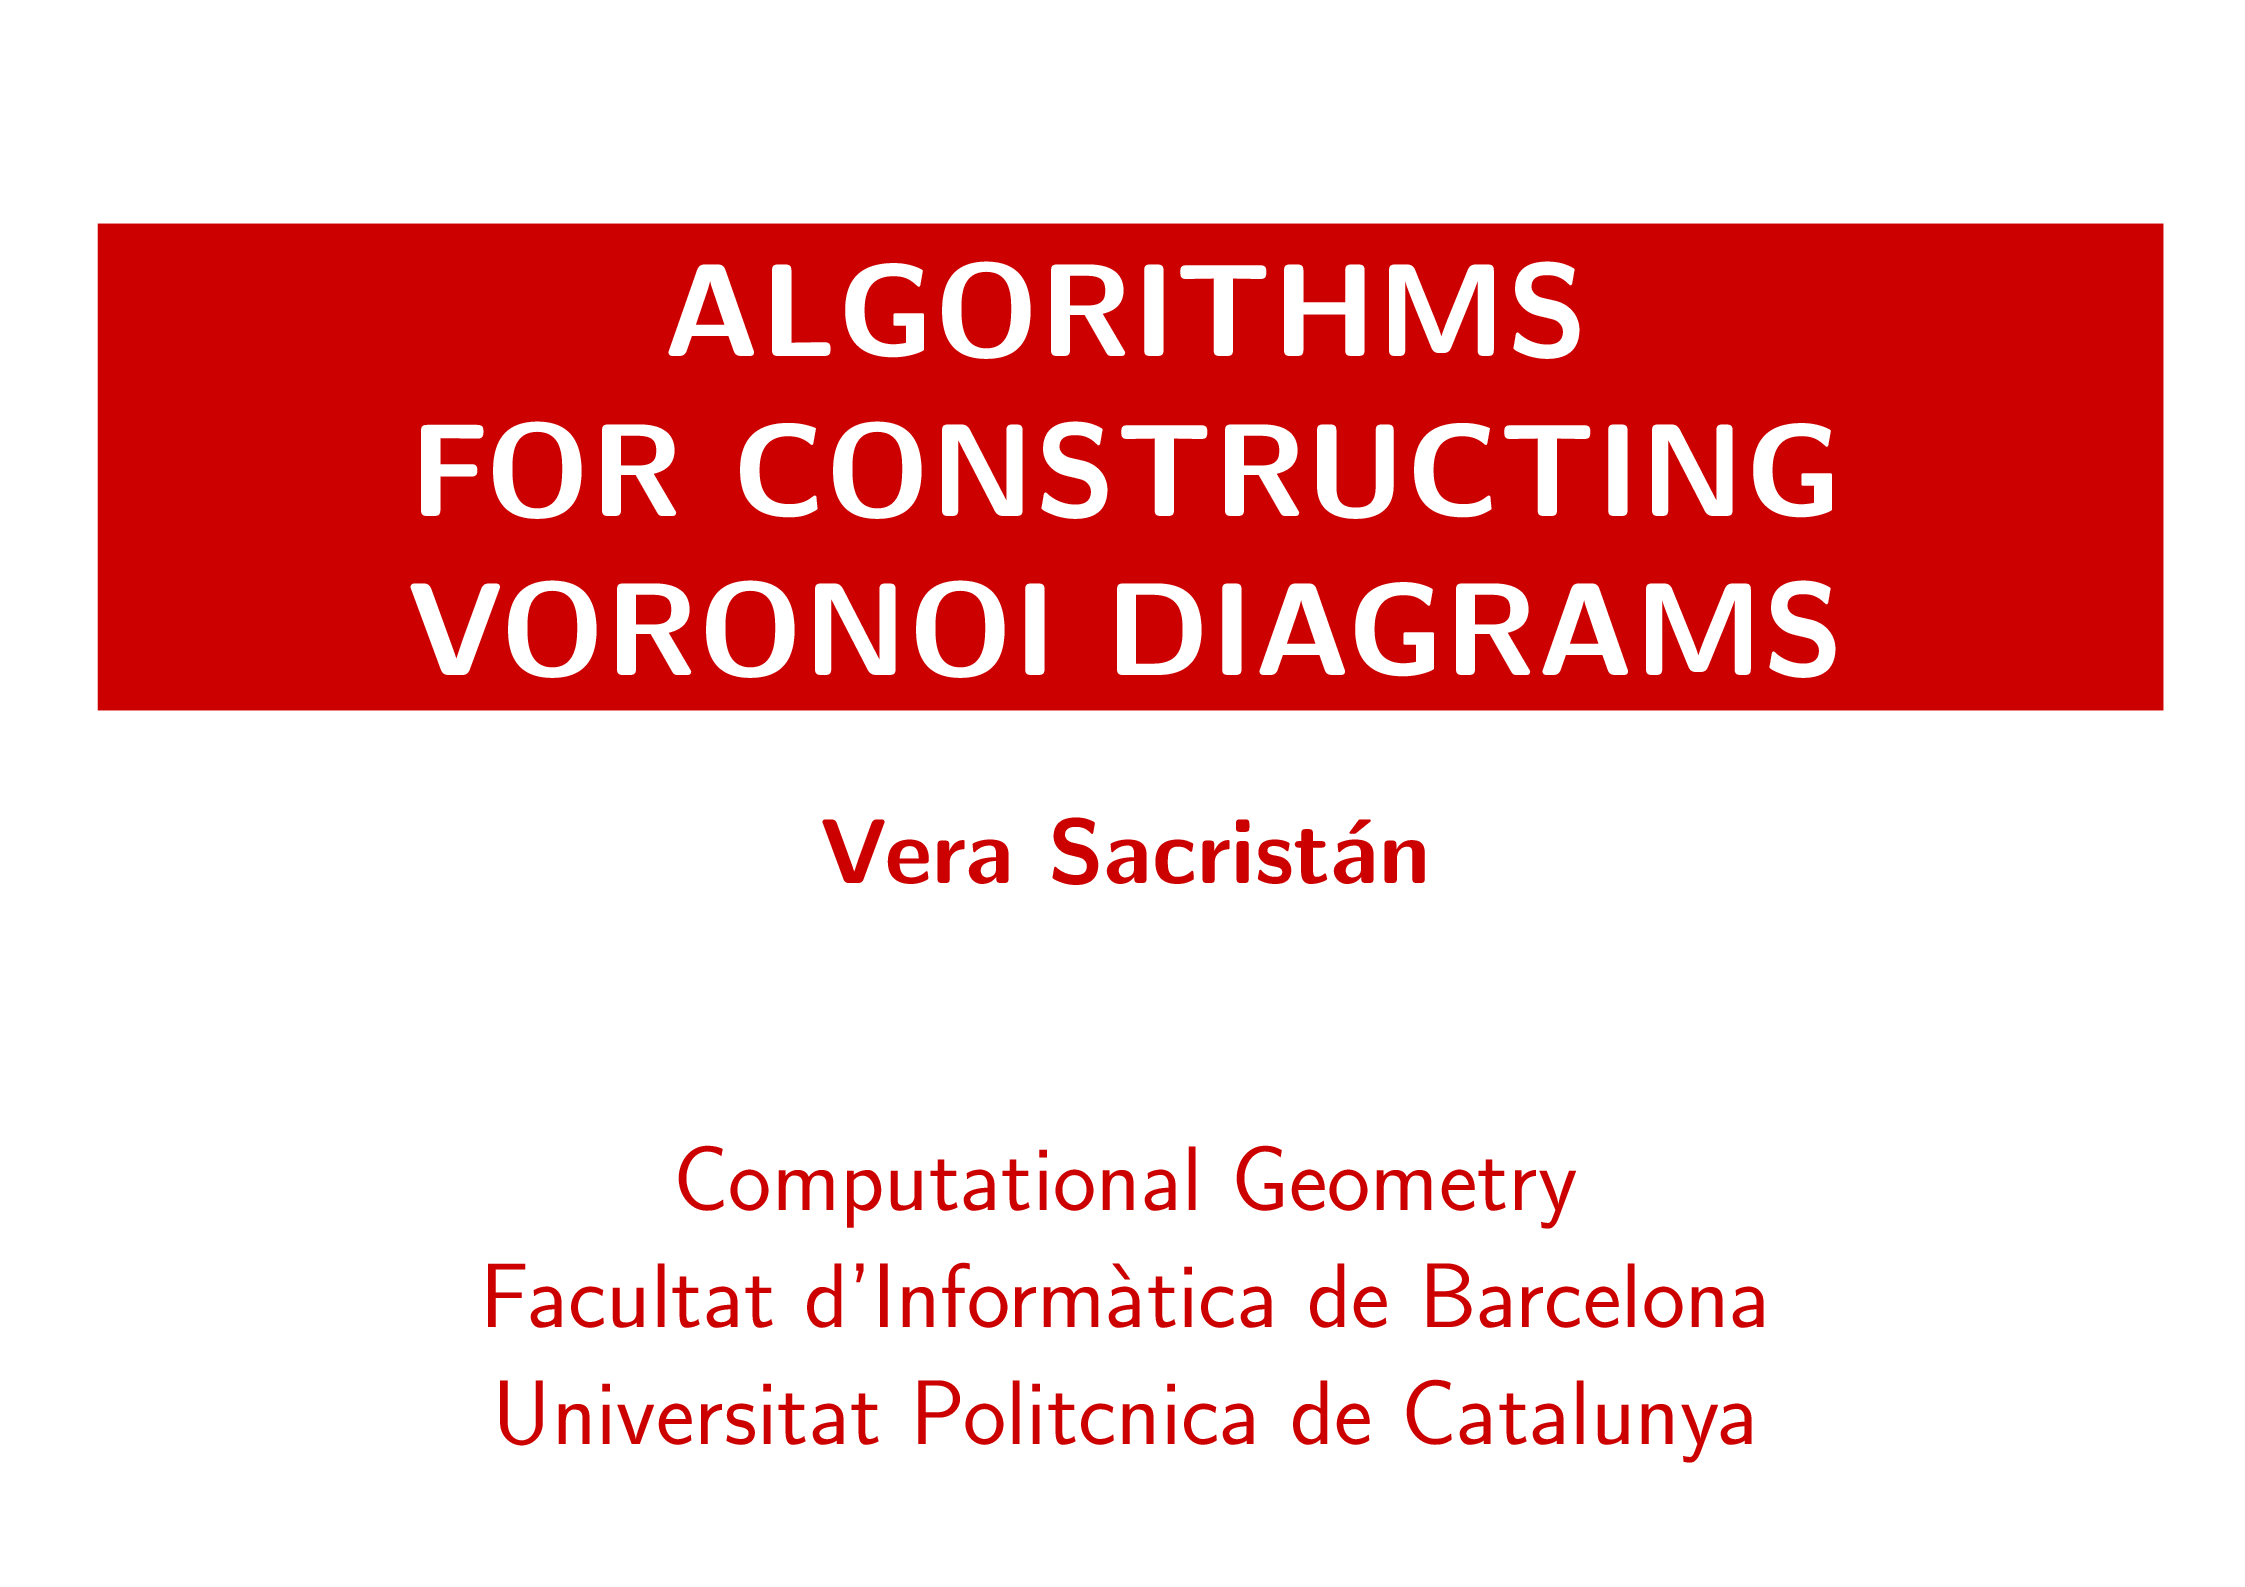 ALGORITHMS
FOR CONSTRUCTING
VORONOI DIAGRAMS
Vera Sacristán
Computational Geometry
Facultat d'Informàtica de Barcelona
Universitat Politcnica de Catalunya